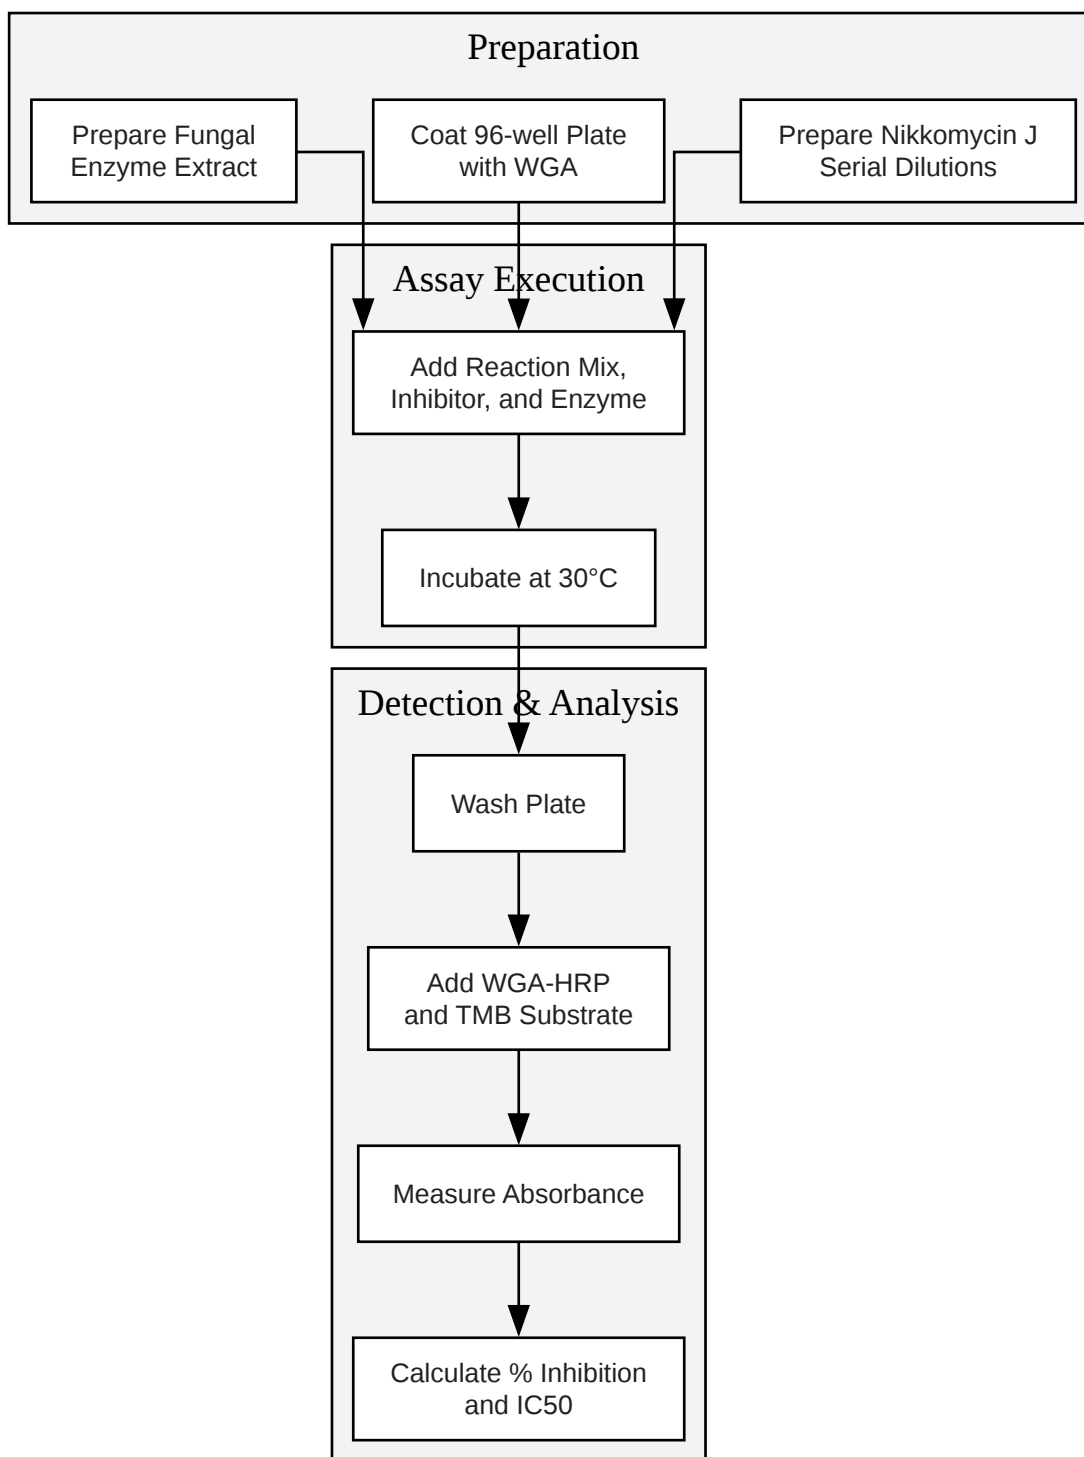 Preparation
Prepare Fungal
Enzyme Extract
Coat 96-well Plate
with WGA
Prepare Nikkomycin J
Serial Dilutions
Assay Execution
Add Reaction Mix,
Inhibitor, and Enzyme
Incubate at 30°C
Detection & Analysis
Wash Plate
Add WGA-HRP
and TMB Substrate
Measure Absorbance
Calculate % Inhibition
and IC50